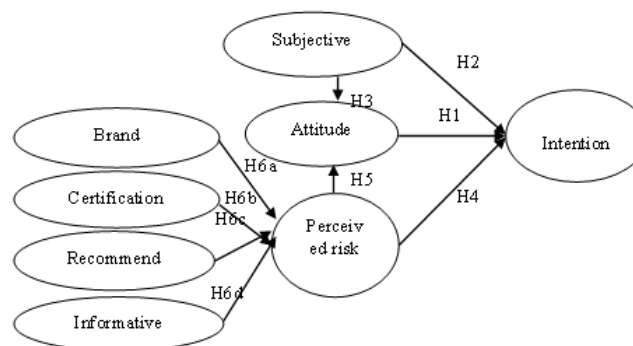 Subjective
H2
H3
H1
Brand
Attitude
Intention
H6a
H5
Certification
H6b
H4
H6c
Perceiv
ed risk
Recommend
H6d
Informative